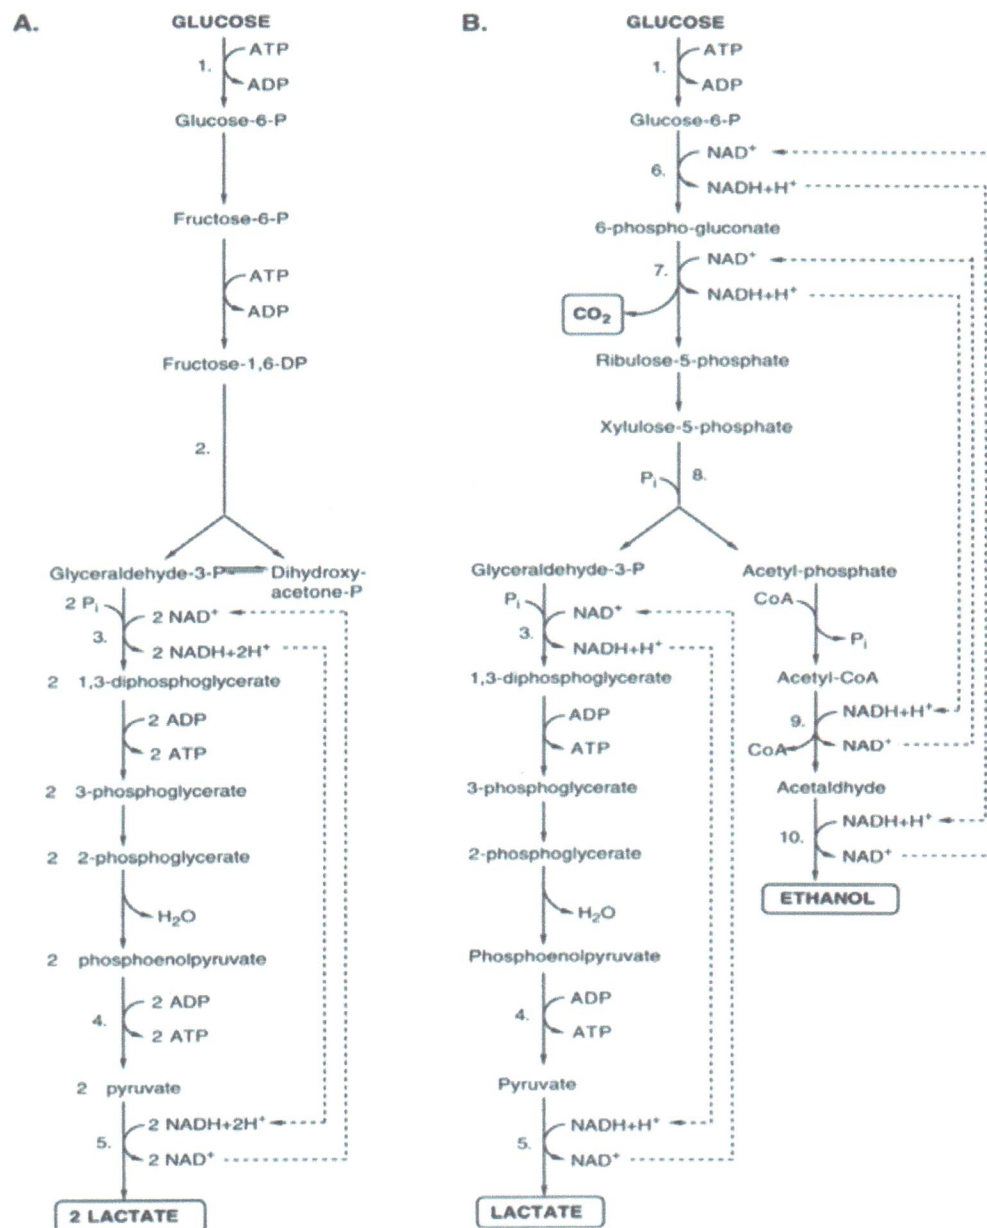 A.
GLUCOSE
1.
ATP
ADP
Glucose-6-P
Fructose-6-P
ATP
ADP
Fructose-1,6-DP
2.
Glyceraldehyde-3-P
Dihydroxy-
acetone-P
2 Pi
3.
2 NAD⁺
2 NADH+2H⁺
2 1,3-diphosphoglycerate
2 ADP
2 ATP
2 3-phosphoglycerate
2 2-phosphoglycerate
H₂O
2 phosphoenolpyruvate
4.
2 ADP
2 ATP
2 pyruvate
5.
2 NADH+2H⁺
2 NAD⁺
2 LACTATE
B.
GLUCOSE
1.
ATP
ADP
Glucose-6-P
6.
NAD⁺
NADH+H⁺
6-phospho-gluconate
7.
NAD⁺
NADH+H⁺
CO₂
Ribulose-5-phosphate
Xylulose-5-phosphate
Pi
8.
Glyceraldehyde-3-P
Pi
3.
NAD⁺
NADH+H⁺
1,3-diphosphoglycerate
ADP
ATP
3-phosphoglycerate
2-phosphoglycerate
H₂O
Phosphoenolpyruvate
4.
ADP
ATP
Pyruvate
5.
NADH+H⁺
NAD⁺
LACTATE
Acetyl-phosphate
CoA
Pi
Acetyl-CoA
9.
NADH+H⁺
CoA
NAD⁺
Acetaldhyde
10.
NADH+H⁺
NAD⁺
ETHANOL